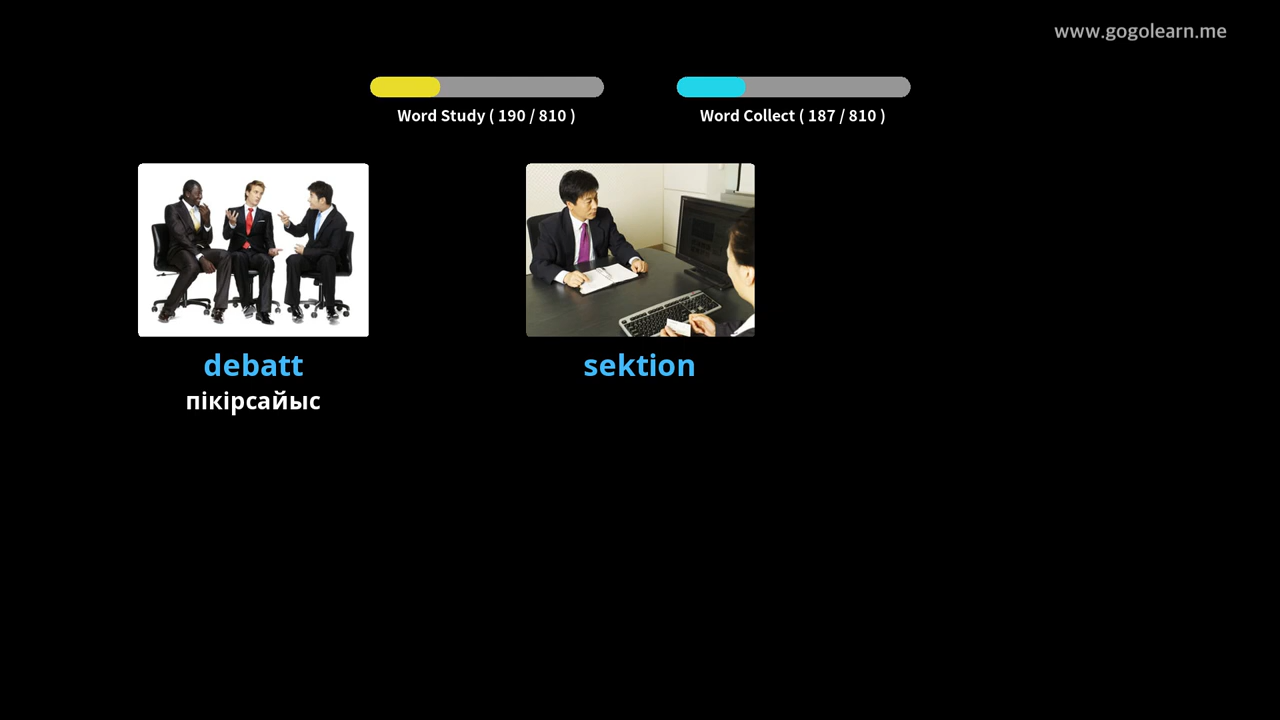 www.gogolearn.me
Word Study ( 190 / 810 )
Word Collect ( 187 / 810 )
debatt
пікірсайыс
sektion